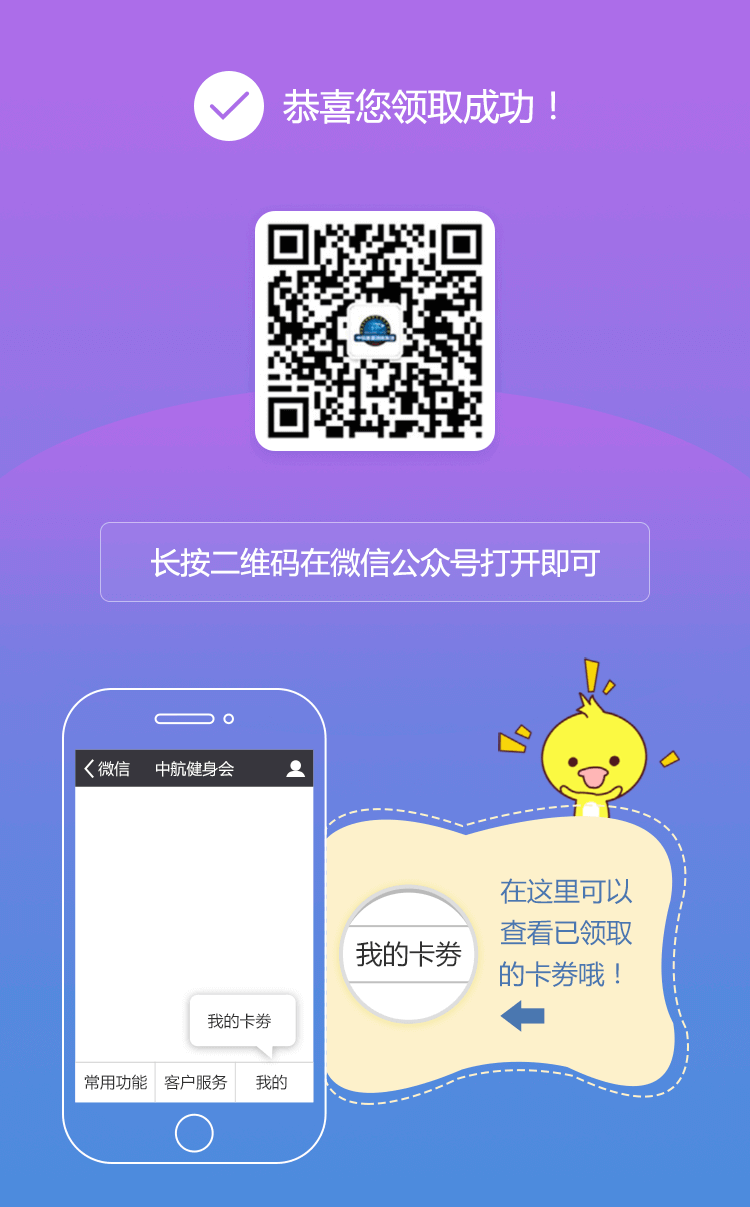 恭喜您领取成功！
长按二维码在微信公众号打开即可
微信 中航健身会
在这里可以
查看已领取
的卡劵哦！
我的卡劵
我的卡劵
常用功能 客户服务 我的